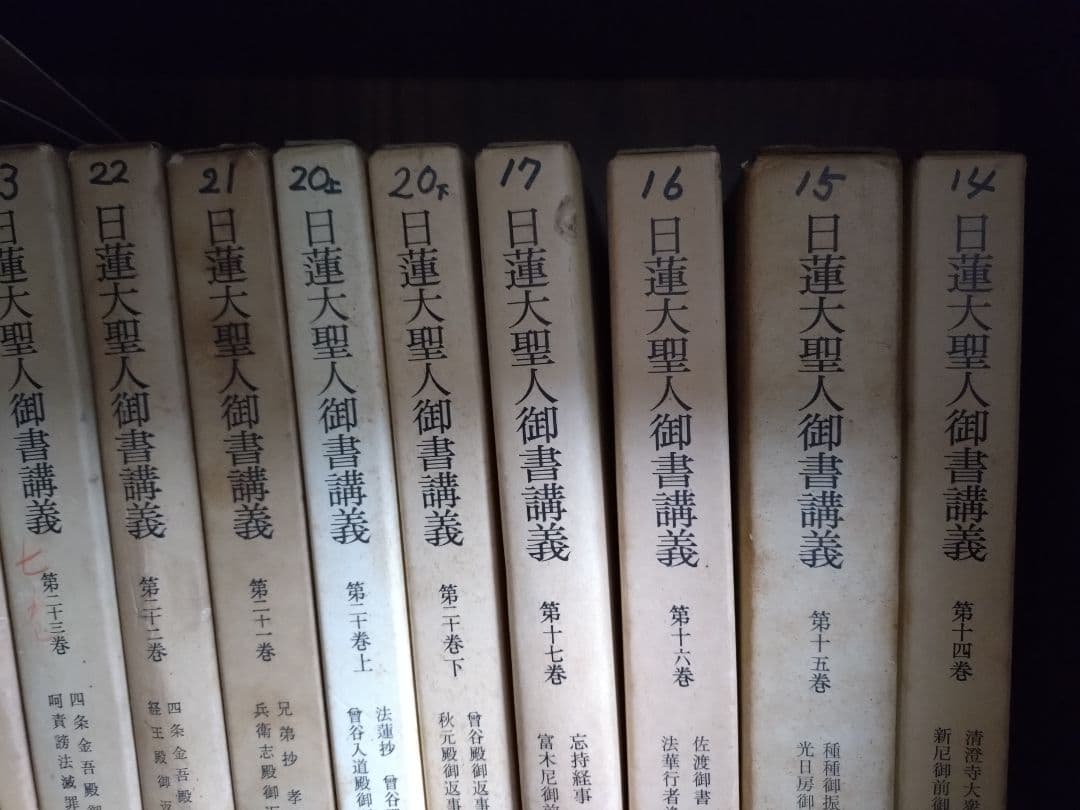 3
日蓮大聖人御書講義
第二十三巻
四条金吾殿御
呵責謗法滅罪
22
日蓮大聖人御書講義
第二十二巻
四条金吾殿
経王殿御返
21
日蓮大聖人御書講義
第二十一巻
兄弟抄 孝
兵衛志殿御返
20上
日蓮大聖人御書講義
第二十巻上
法蓮抄 曾谷
曾谷入道殿御
20下
日蓮大聖人御書講義
第二十巻下
曾谷殿御返事
秋元殿御返事
17
日蓮大聖人御書講義
第十七巻
忘持経事
富木尼御前
16
日蓮大聖人御書講義
第十六巻
佐渡御書
法華行者
15
日蓮大聖人御書講義
第十五巻
種種御振
光日房御
14
日蓮大聖人御書講義
第十四巻
清澄寺大衆
新尼御前御